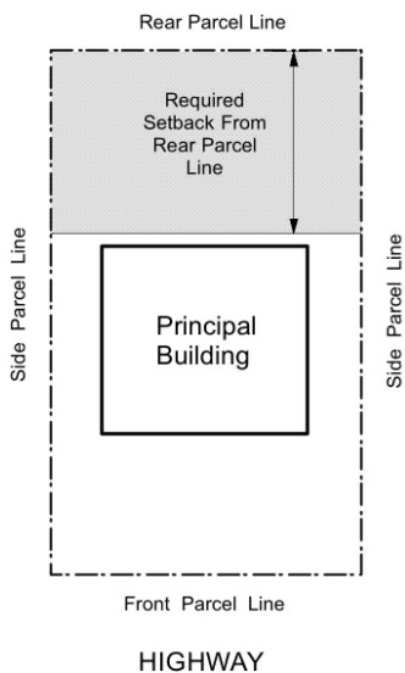 Rear Parcel Line
Required
Setback From
Rear Parcel
Line
Side Parcel Line
Principal
Building
Side Parcel Line
Front Parcel Line
HIGHWAY